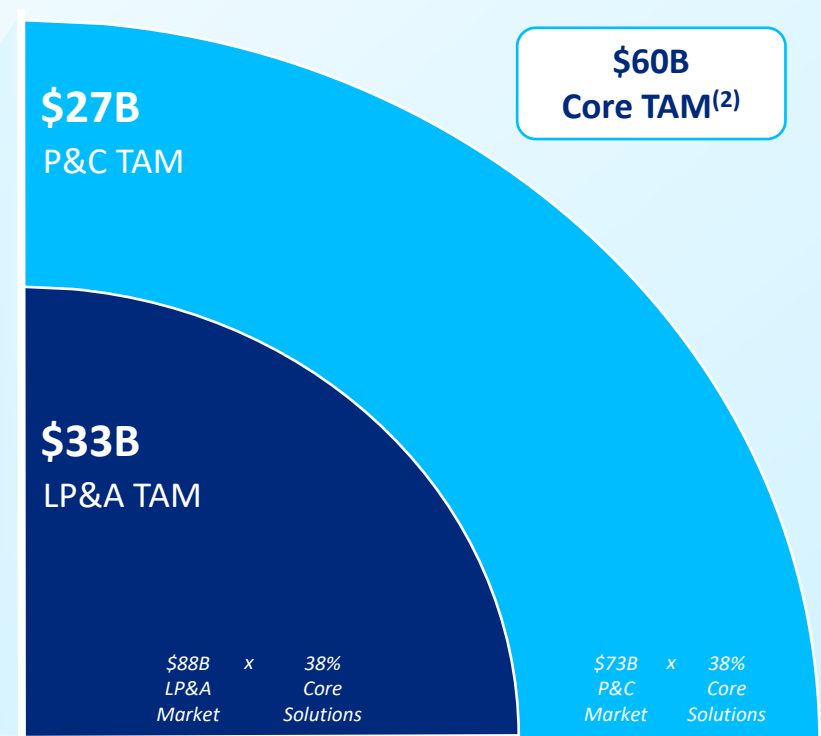 $60B
Core TAM(2)
$27B
P&C TAM
$33B
LP&A TAM
$88B x 38%
LP&A Core
Market Solutions
$73B x 38%
P&C Core
Market Solutions